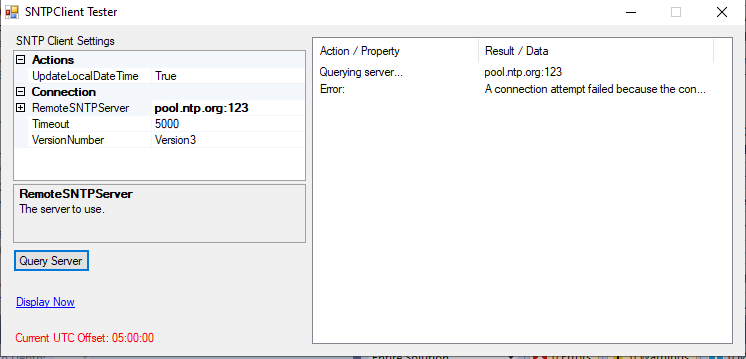 SNTPClient Tester
SNTP Client Settings
Actions
UpdateLocalDateTime True
Connection
RemoteSNTPServer pool.ntp.org:123
Timeout 5000
VersionNumber Version3
RemoteSNTPServer
The server to use.
Query Server
Display Now
Current UTC Offset: 05:00:00
Action / Property Result / Data
Querying server... pool.ntp.org:123
Error: A connection attempt failed because the con...
Entire Solution